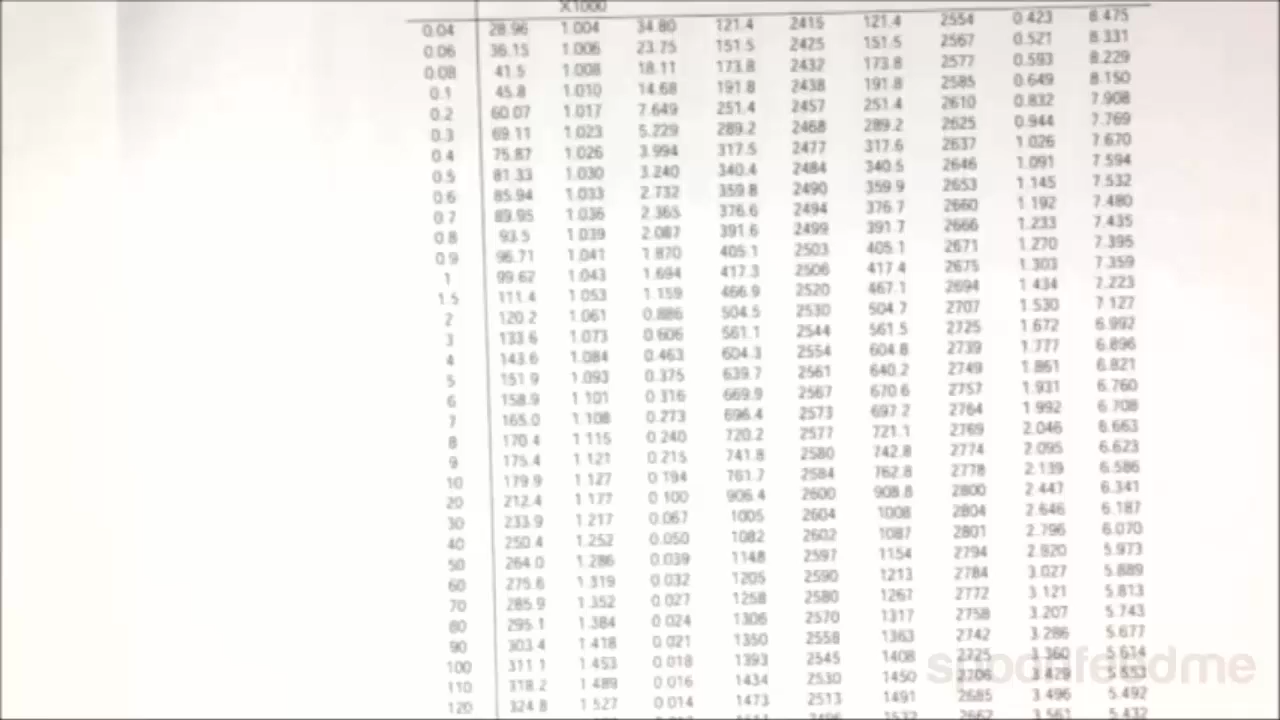 X1000
0.04 28.96 1.004 34.80 121.4 2415 121.4 2554 0.423 8.475
0.06 36.15 1.006 23.75 151.5 2425 151.5 2567 0.521 8.331
0.08 41.5 1.008 18.11 173.8 2432 173.8 2577 0.593 8.229
0.1 45.8 1.010 14.68 191.8 2438 191.8 2585 0.649 8.150
0.2 60.07 1.017 7.649 251.4 2457 251.4 2610 0.832 7.908
0.3 69.11 1.023 5.229 289.2 2468 289.2 2625 0.944 7.769
0.4 75.87 1.026 3.994 317.5 2477 317.6 2637 1.026 7.670
0.5 81.33 1.030 3.240 340.4 2484 340.5 2646 1.091 7.594
0.6 85.94 1.033 2.732 359.8 2490 359.9 2653 1.145 7.532
0.7 89.95 1.036 2.365 376.6 2494 376.7 2660 1.192 7.480
0.8 93.5 1.039 2.087 391.6 2499 391.7 2666 1.233 7.435
0.9 96.71 1.041 1.870 405.1 2503 405.1 2671 1.270 7.395
1 99.62 1.043 1.694 417.3 2506 417.4 2675 1.303 7.359
1.5 111.4 1.053 1.159 466.9 2520 467.1 2694 1.434 7.223
2 120.2 1.061 0.886 504.5 2530 504.7 2707 1.530 7.127
3 133.6 1.073 0.606 561.1 2544 561.5 2725 1.672 6.992
4 143.6 1.084 0.463 604.3 2554 604.8 2739 1.777 6.896
5 151.9 1.093 0.375 639.7 2561 640.2 2749 1.861 6.821
6 158.9 1.101 0.316 669.9 2567 670.6 2757 1.931 6.760
7 165.0 1.108 0.273 696.4 2573 697.2 2764 1.992 6.708
8 170.4 1.115 0.240 720.2 2577 721.1 2769 2.046 6.663
9 175.4 1.121 0.215 741.8 2580 742.8 2774 2.095 6.623
10 179.9 1.127 0.194 761.7 2584 762.8 2778 2.139 6.586
20 212.4 1.177 0.100 906.4 2600 908.8 2800 2.447 6.341
30 233.9 1.217 0.067 1005 2604 1008 2804 2.646 6.187
40 250.4 1.252 0.050 1082 2602 1087 2801 2.796 6.070
50 264.0 1.286 0.039 1148 2597 1154 2794 2.920 5.973
60 275.6 1.319 0.032 1205 2590 1213 2784 3.027 5.889
70 285.9 1.352 0.027 1258 2580 1267 2772 3.121 5.813
80 295.1 1.384 0.024 1306 2570 1317 2758 3.207 5.743
90 303.4 1.418 0.021 1350 2558 1363 2742 3.286 5.677
100 311.1 1.453 0.018 1393 2545 1408 2725 3.360 5.614
110 318.2 1.489 0.016 1434 2530 1450 2706 3.429 5.553
120 324.8 1.527 0.014 1473 2513 1491 2685 3.496 5.492
2496 1532 2662 3.561 5.432
spoonfeedme